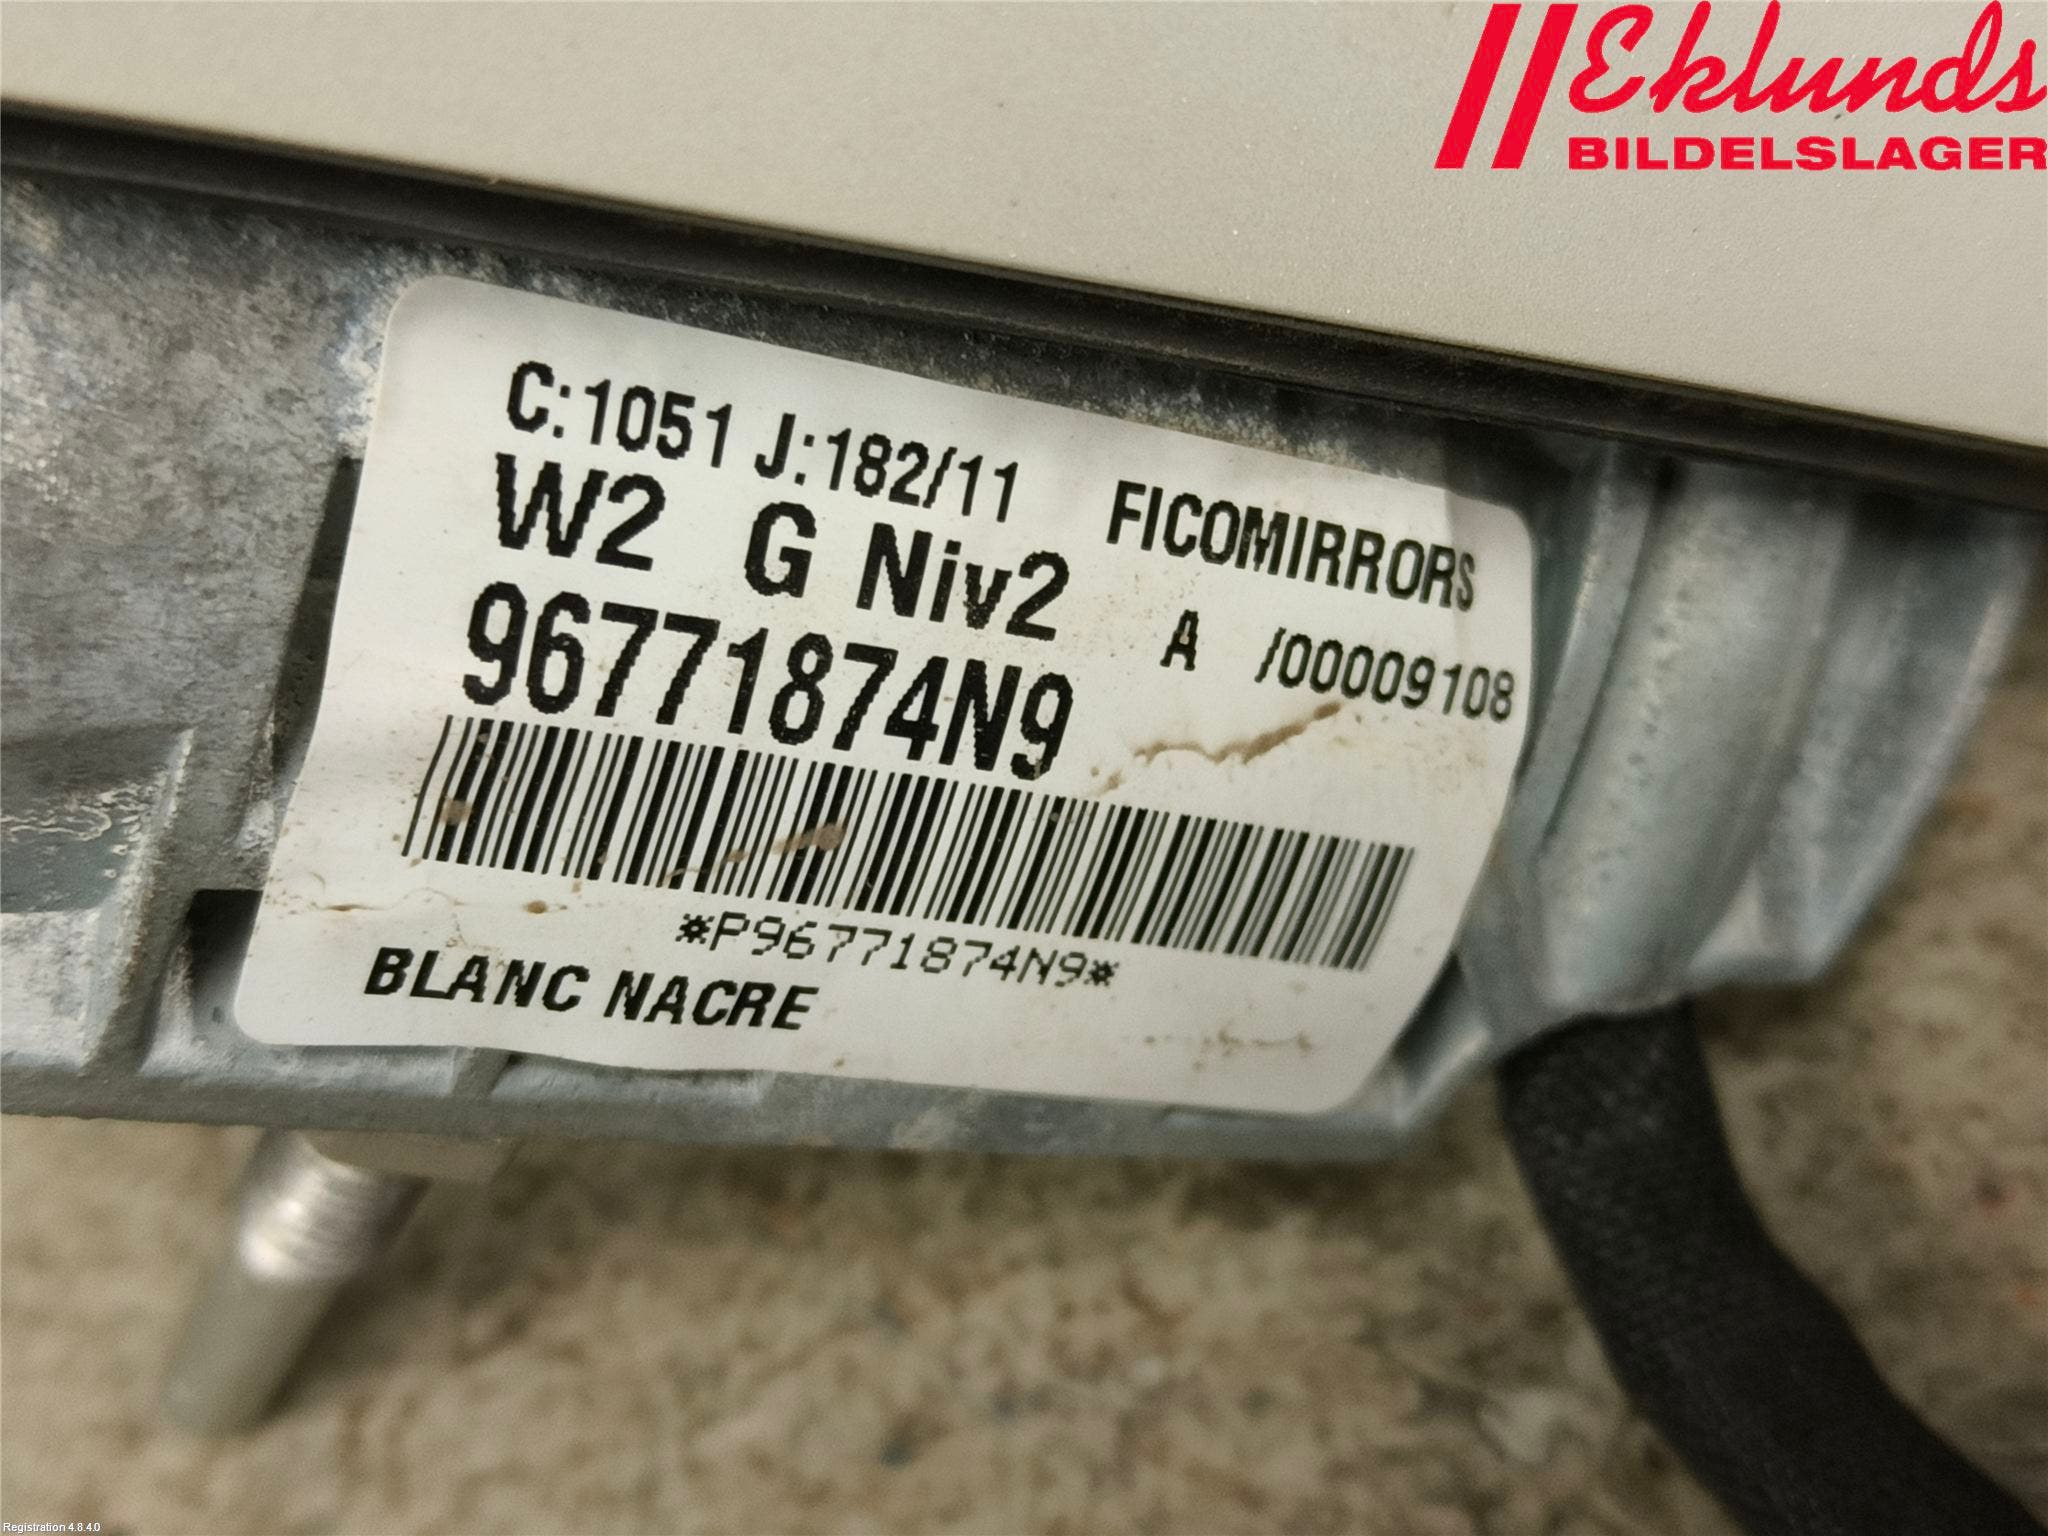 Eklunds
BILDELSLAGER
C:1051 J:182/11
FICOMIRRORS
W2 G Niv2
A /00009108
96771874N9
*P96771874N9*
BLANC NACRE
Registration 4.8.4.0